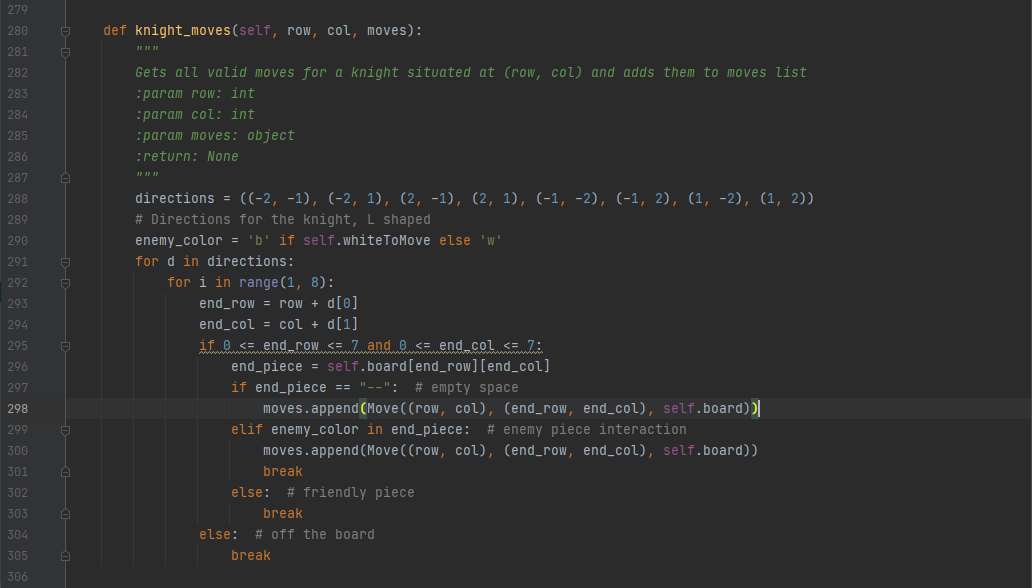 279
280 def knight_moves(self, row, col, moves):
281 """
282 Gets all valid moves for a knight situated at (row, col) and adds them to moves list
283 :param row: int
284 :param col: int
285 :param moves: object
286 :return: None
287 """
288 directions = ((-2, -1), (-2, 1), (2, -1), (2, 1), (-1, -2), (-1, 2), (1, -2), (1, 2))
289 # Directions for the knight, L shaped
290 enemy_color = 'b' if self.whiteToMove else 'w'
291 for d in directions:
292 for i in range(1, 8):
293 end_row = row + d[0]
294 end_col = col + d[1]
295 if 0 <= end_row <= 7 and 0 <= end_col <= 7:
296 end_piece = self.board[end_row][end_col]
297 if end_piece == "--":  # empty space
298 moves.append(Move((row, col), (end_row, end_col), self.board))
299 elif enemy_color in end_piece:  # enemy piece interaction
300 moves.append(Move((row, col), (end_row, end_col), self.board))
301 break
302 else:  # friendly piece
303 break
304 else:  # off the board
305 break
306